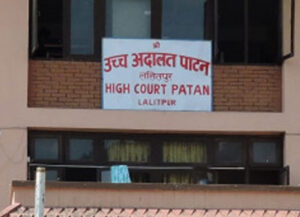 श्री
उच्च अदालत पाटन
ललितपुर
HIGH COURT PATAN
LALITPUR